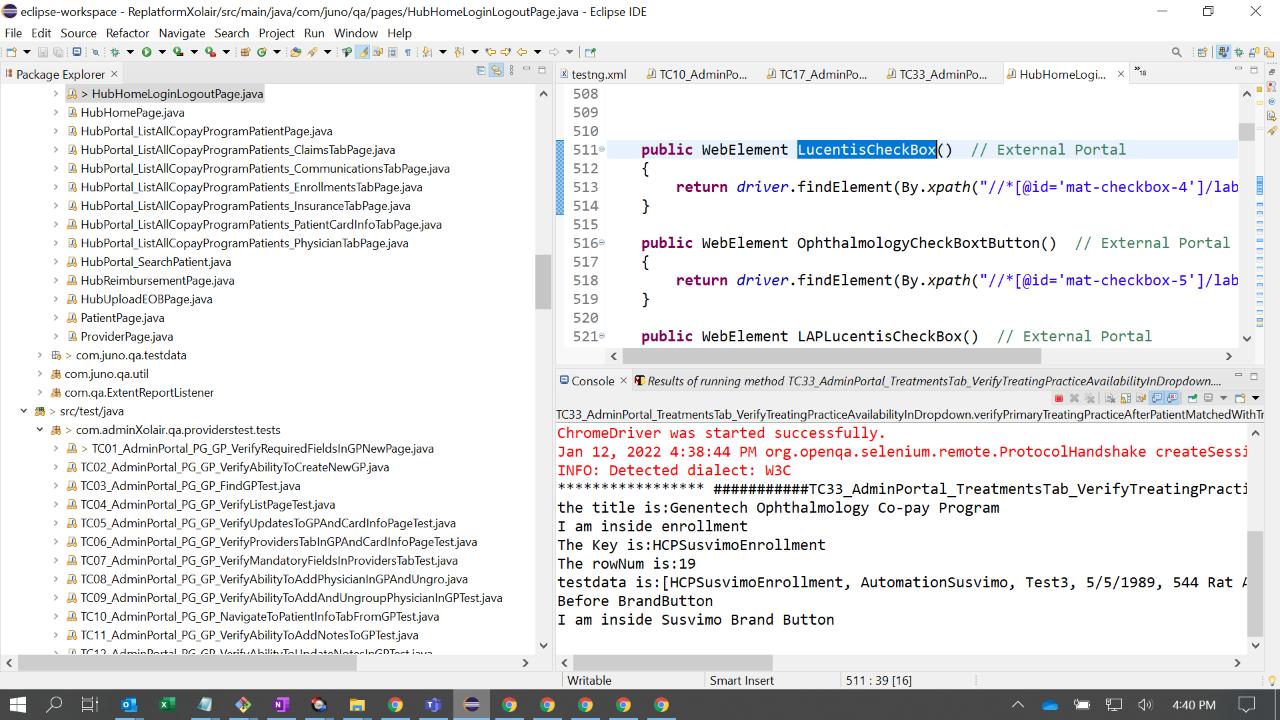 eclipse-workspace - ReplatformXolair/src/main/java/com/juno/qa/pages/HubHomeLoginLogoutPage.java - Eclipse IDE
File Edit Source Refactor Navigate Search Project Run Window Help
Package Explorer
> HubHomeLoginLogoutPage.java
HubHomePage.java
HubPortal_ListAllCopayProgramPatientPage.java
HubPortal_ListAllCopayProgramPatients_ClaimsTabPage.java
HubPortal_ListAllCopayProgramPatients_CommunicationsTabPage.java
HubPortal_ListAllCopayProgramPatients_EnrollmentsTabPage.java
HubPortal_ListAllCopayProgramPatients_InsuranceTabPage.java
HubPortal_ListAllCopayProgramPatients_PatientCardInfoTabPage.java
HubPortal_ListAllCopayProgramPatients_PhysicianTabPage.java
HubPortal_SearchPatient.java
HubReimbursementPage.java
HubUploadEOBPage.java
PatientPage.java
ProviderPage.java
> com.juno.qa.testdata
com.juno.qa.util
com.qa.ExtentReportListener
> src/test/java
> com.adminXolair.qa.providerstest.tests
> TC01_AdminPortal_PG_GP_VerifyRequiredFieldsInGPNewPage.java
TC02_AdminPortal_PG_GP_VerifyAbilityToCreateNewGP.java
TC03_AdminPortal_PG_GP_FindGPTest.java
TC04_AdminPortal_PG_GP_VerifyListPageTest.java
TC05_AdminPortal_PG_GP_VerifyUpdatesToGPAndCardInfoPageTest.java
TC06_AdminPortal_PG_GP_VerifyProvidersTabInGPAndCardInfoPageTest.java
TC07_AdminPortal_PG_GP_VerifyMandatoryFieldsInProvidersTabTest.java
TC08_AdminPortal_PG_GP_VerifyAbilityToAddPhysicianInGPAndUngro.java
TC09_AdminPortal_PG_GP_VerifyAbilityToAddAndUngroupPhysicianInGPTest.java
TC10_AdminPortal_PG_GP_NavigateToPatientInfoTabFromGPTest.java
TC11_AdminPortal_PG_GP_VerifyAbilityToAddNotesToGPTest.java
TC12_AdminPortal_PG_GP_VerifyAbilityToUpdateNotesInGPTest.java
testng.xml TC10_AdminPo... TC17_AdminPo... TC33_AdminPo... HubHomeLogi... »18
508
509
510
511 public WebElement LucentisCheckBox() // External Portal
512 {
513 return driver.findElement(By.xpath("//*[@id='mat-checkbox-4']/lab
514 }
515
516 public WebElement OphthalmologyCheckBoxtButton() // External Portal
517 {
518 return driver.findElement(By.xpath("//*[@id='mat-checkbox-5']/lab
519 }
520
521 public WebElement LAPLucentisCheckBox() // External Portal
Console Results of running method TC33_AdminPortal_TreatmentsTab_VerifyTreatingPracticeAvailabilityInDropdown....
TC33_AdminPortal_TreatmentsTab_VerifyTreatingPracticeAvailabilityInDropdown.verifyPrimaryTreatingPracticeAfterPatientMatchedWithTr
ChromeDriver was started successfully.
Jan 12, 2022 4:38:44 PM org.openqa.selenium.remote.ProtocolHandshake createSessi
INFO: Detected dialect: W3C
***************** ###########TC33_AdminPortal_TreatmentsTab_VerifyTreatingPracti
the title is:Genentech Ophthalmology Co-pay Program
I am inside enrollment
The Key is:HCPSusvimoEnrollment
The rowNum is:19
testdata is:[HCPSusvimoEnrollment, AutomationSusvimo, Test3, 5/5/1989, 544 Rat A
Before BrandButton
I am inside Susvimo Brand Button
Writable Smart Insert 511 : 39 [16]
4:40 PM